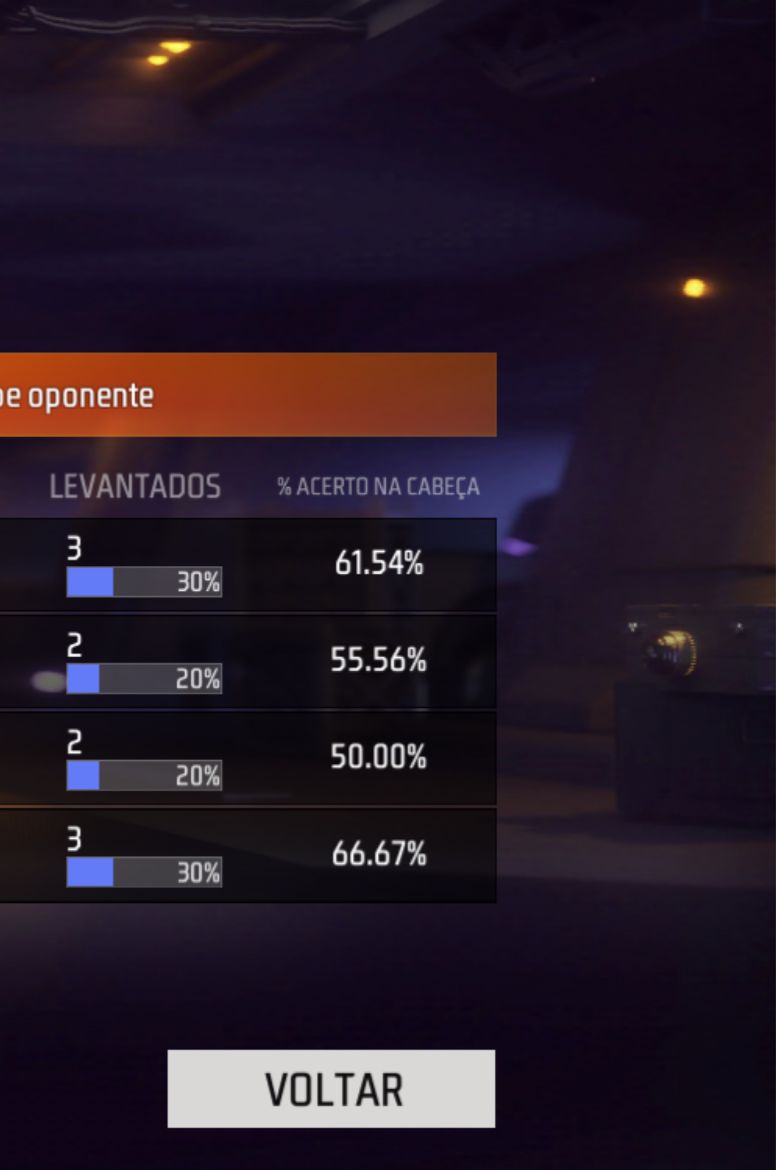 oponente
LEVANTADOS % ACERTO NA CABEÇA
3
30% 61.54%
2
20% 55.56%
2
20% 50.00%
3
30% 66.67%
VOLTAR